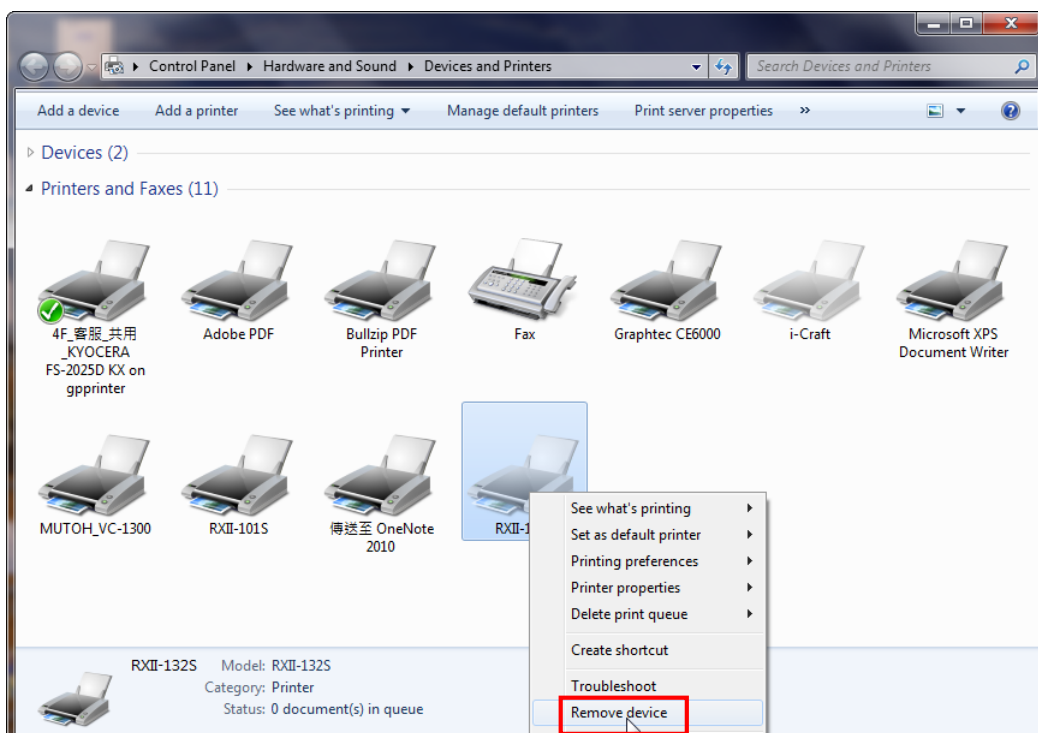 Control Panel ▸ Hardware and Sound ▸ Devices and Printers
Search Devices and Printers
Add a device Add a printer See what's printing Manage default printers Print server properties »
Devices (2)
Printers and Faxes (11)
4F_客服_共用
_KYOCERA
FS-2025D KX on
gpprinter
Adobe PDF
Bullzip PDF
Printer
Fax
Graphtec CE6000
i-Craft
Microsoft XPS
Document Writer
MUTOH_VC-1300
RXII-101S
傳送至 OneNote
2010
RXII-1
See what's printing
Set as default printer
Printing preferences
Printer properties
Delete print queue
Create shortcut
Troubleshoot
Remove device
RXII-132S Model: RXII-132S
Category: Printer
Status: 0 document(s) in queue